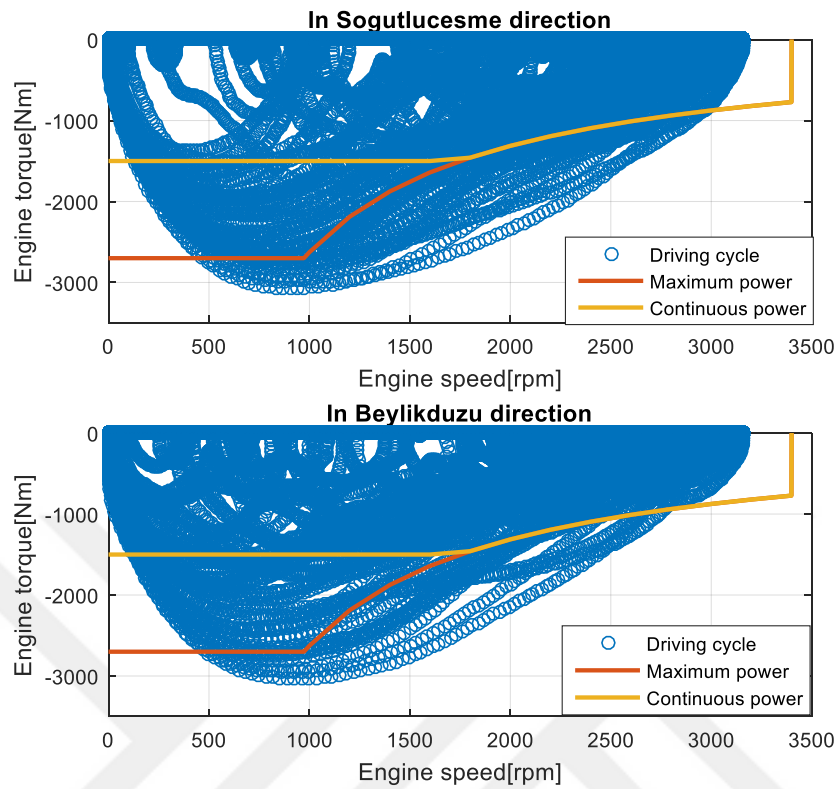 In Sogutlucesme direction
Engine torque[Nm]
0
-1000
-2000
-3000
Driving cycle
Maximum power
Continuous power
0 500 1000 1500 2000 2500 3000 3500
Engine speed[rpm]
In Beylikduzu direction
Engine torque[Nm]
0
-1000
-2000
-3000
Driving cycle
Maximum power
Continuous power
0 500 1000 1500 2000 2500 3000 3500
Engine speed[rpm]